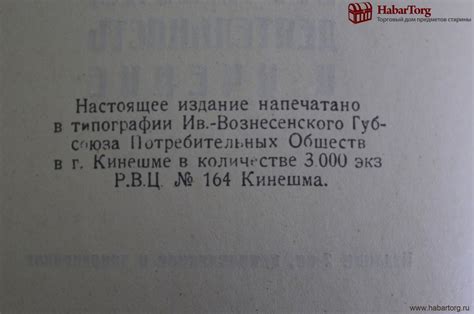 HabarTorg
Торговый дом предметов старины
ДЕЯТЕЛЬНОСТЬ
Настоящее издание напечатано
в типографии Ив.-Вознесенского Губ-
союза Потребительных Обществ
в г. Кинешме в количестве 3.000 экз
Р.В.Ц. № 164 Кинешма.
www.habartorg.ru